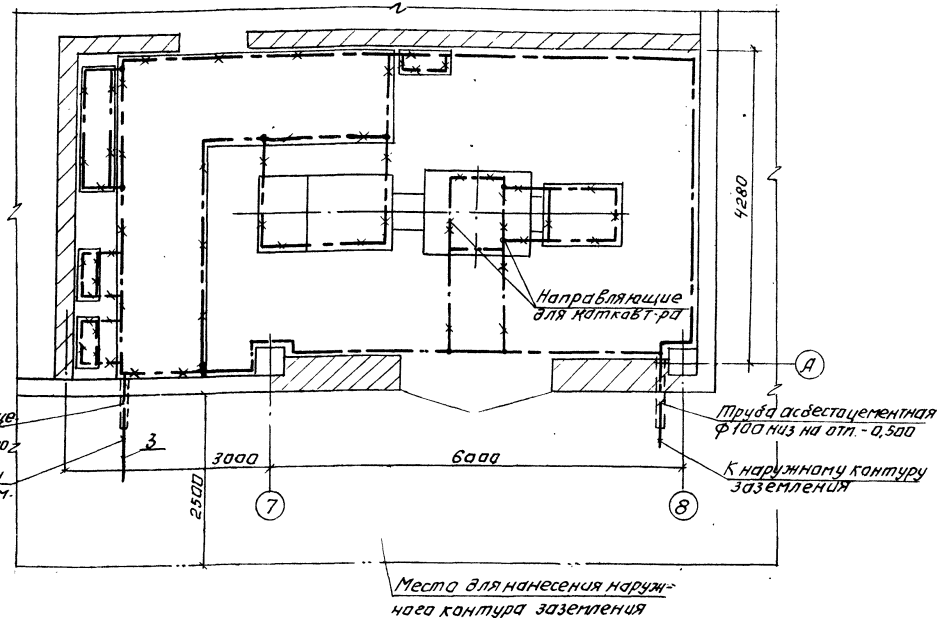 4280
Направляющие
для каткавт-ра
А
Труба асбестоцементная
ф100 низ на отм. -0,500
3
3000
6000
К наружному контуру
заземления
2500
7
8
Место для нанесения наруж-
ного контура заземления